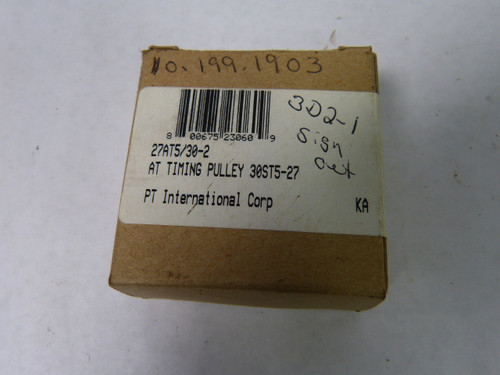 10.199.1903
8 00675 23060 9
3D2-1
Sign
out
27AT5/30-2
AT TIMING PULLEY 30ST5-27
PT International Corp
KA